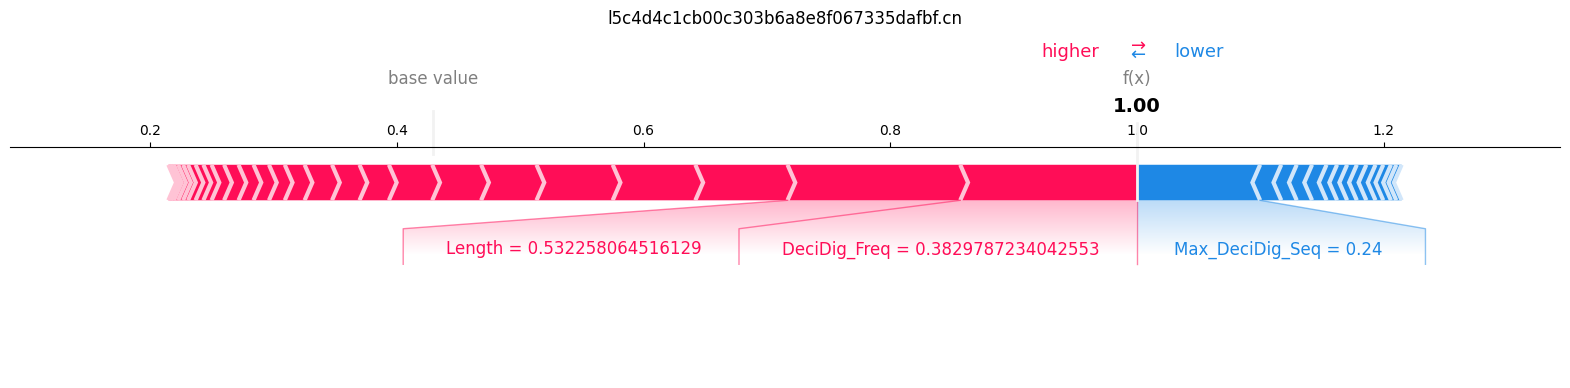 l5c4d4c1cb00c303b6a8e8f067335dafbf.cn
higher ⇄ lower
base value f(x)
1.00
0.2 0.4 0.6 0.8 1.0 1.2
Length = 0.532258064516129 DeciDig_Freq = 0.3829787234042553 Max_DeciDig_Seq = 0.24